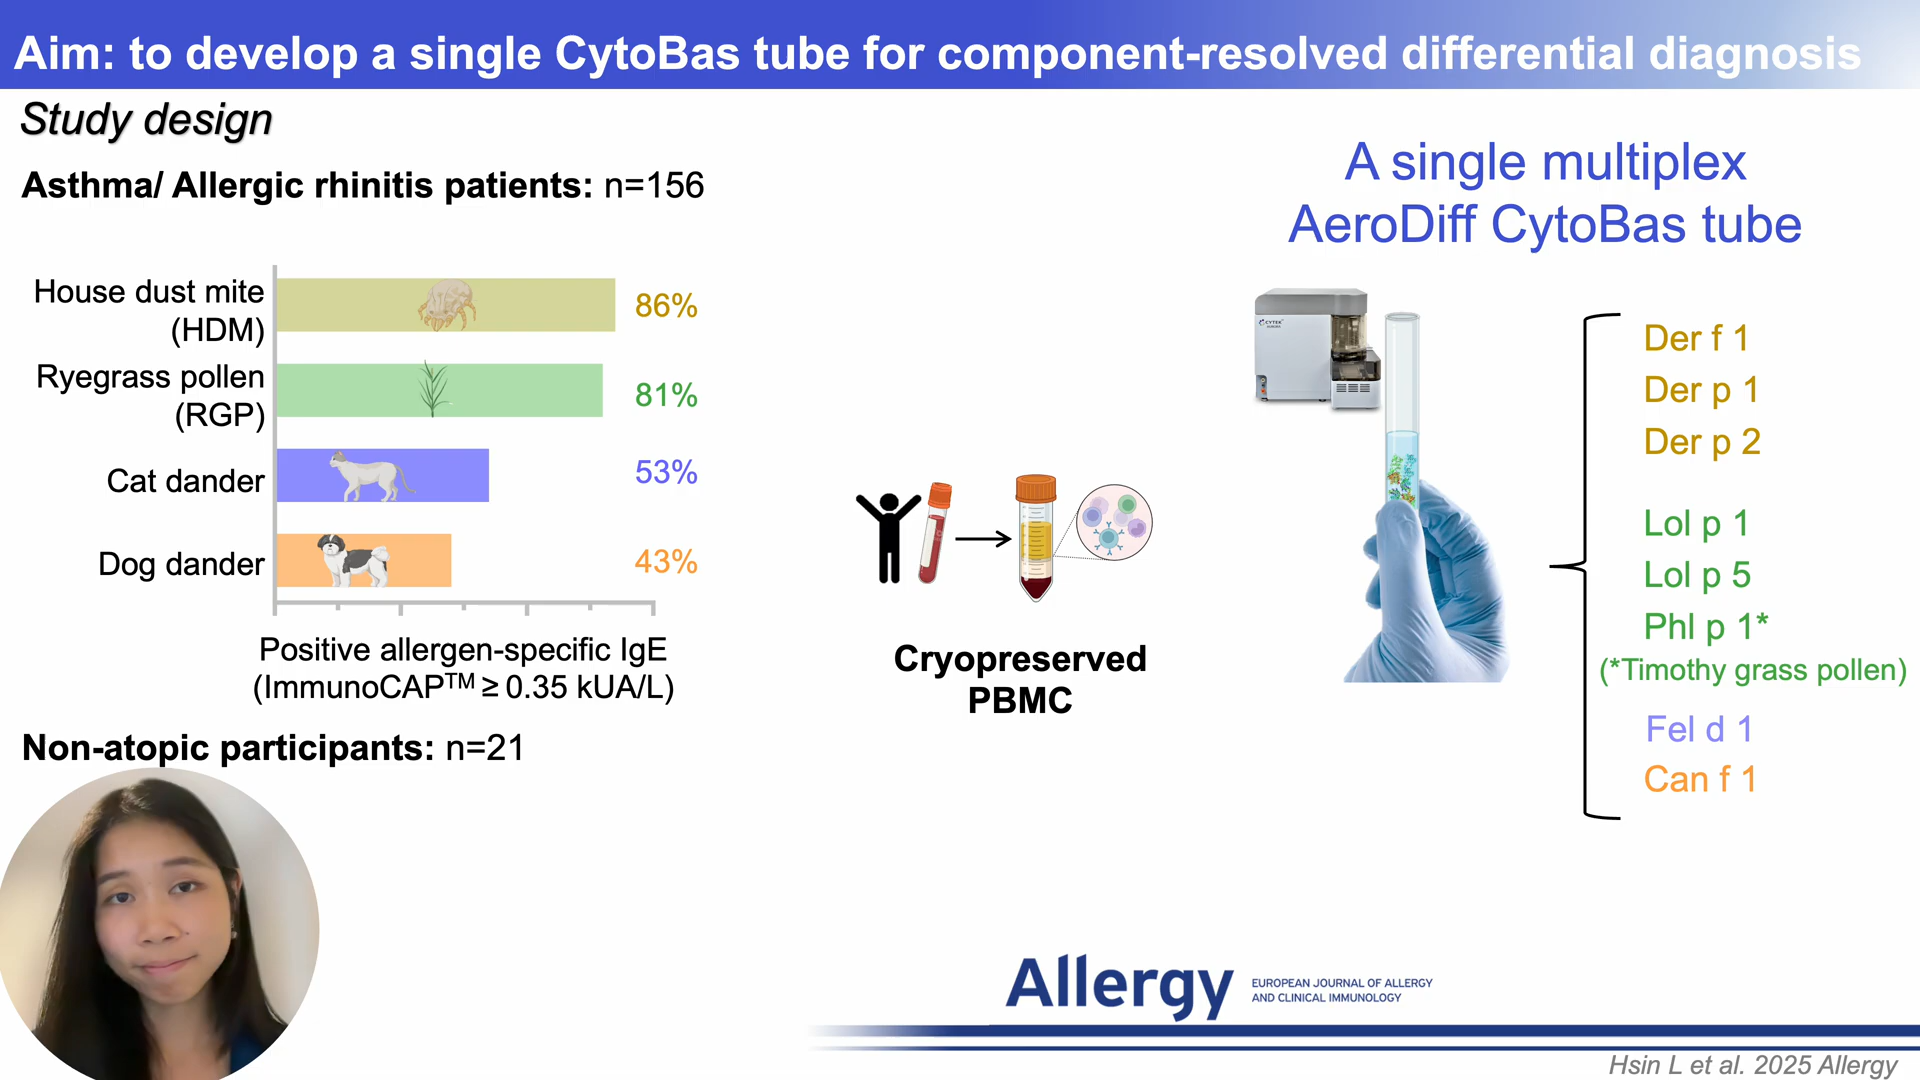 Aim: to develop a single CytoBas tube for component-resolved differential diagnosis
Study design
Asthma/ Allergic rhinitis patients: n=156
House dust mite
(HDM)
86%
Ryegrass pollen
(RGP)
81%
Cat dander
53%
Dog dander
43%
Positive allergen-specific IgE
(ImmunoCAP™ ≥ 0.35 kUA/L)
Non-atopic participants: n=21
Cryopreserved
PBMC
A single multiplex
AeroDiff CytoBas tube
CYTEK
Der f 1
Der p 1
Der p 2
Lol p 1
Lol p 5
Phl p 1*
(*Timothy grass pollen)
Fel d 1
Can f 1
Allergy
EUROPEAN JOURNAL OF ALLERGY
AND CLINICAL IMMUNOLOGY
Hsin L et al. 2025 Allergy